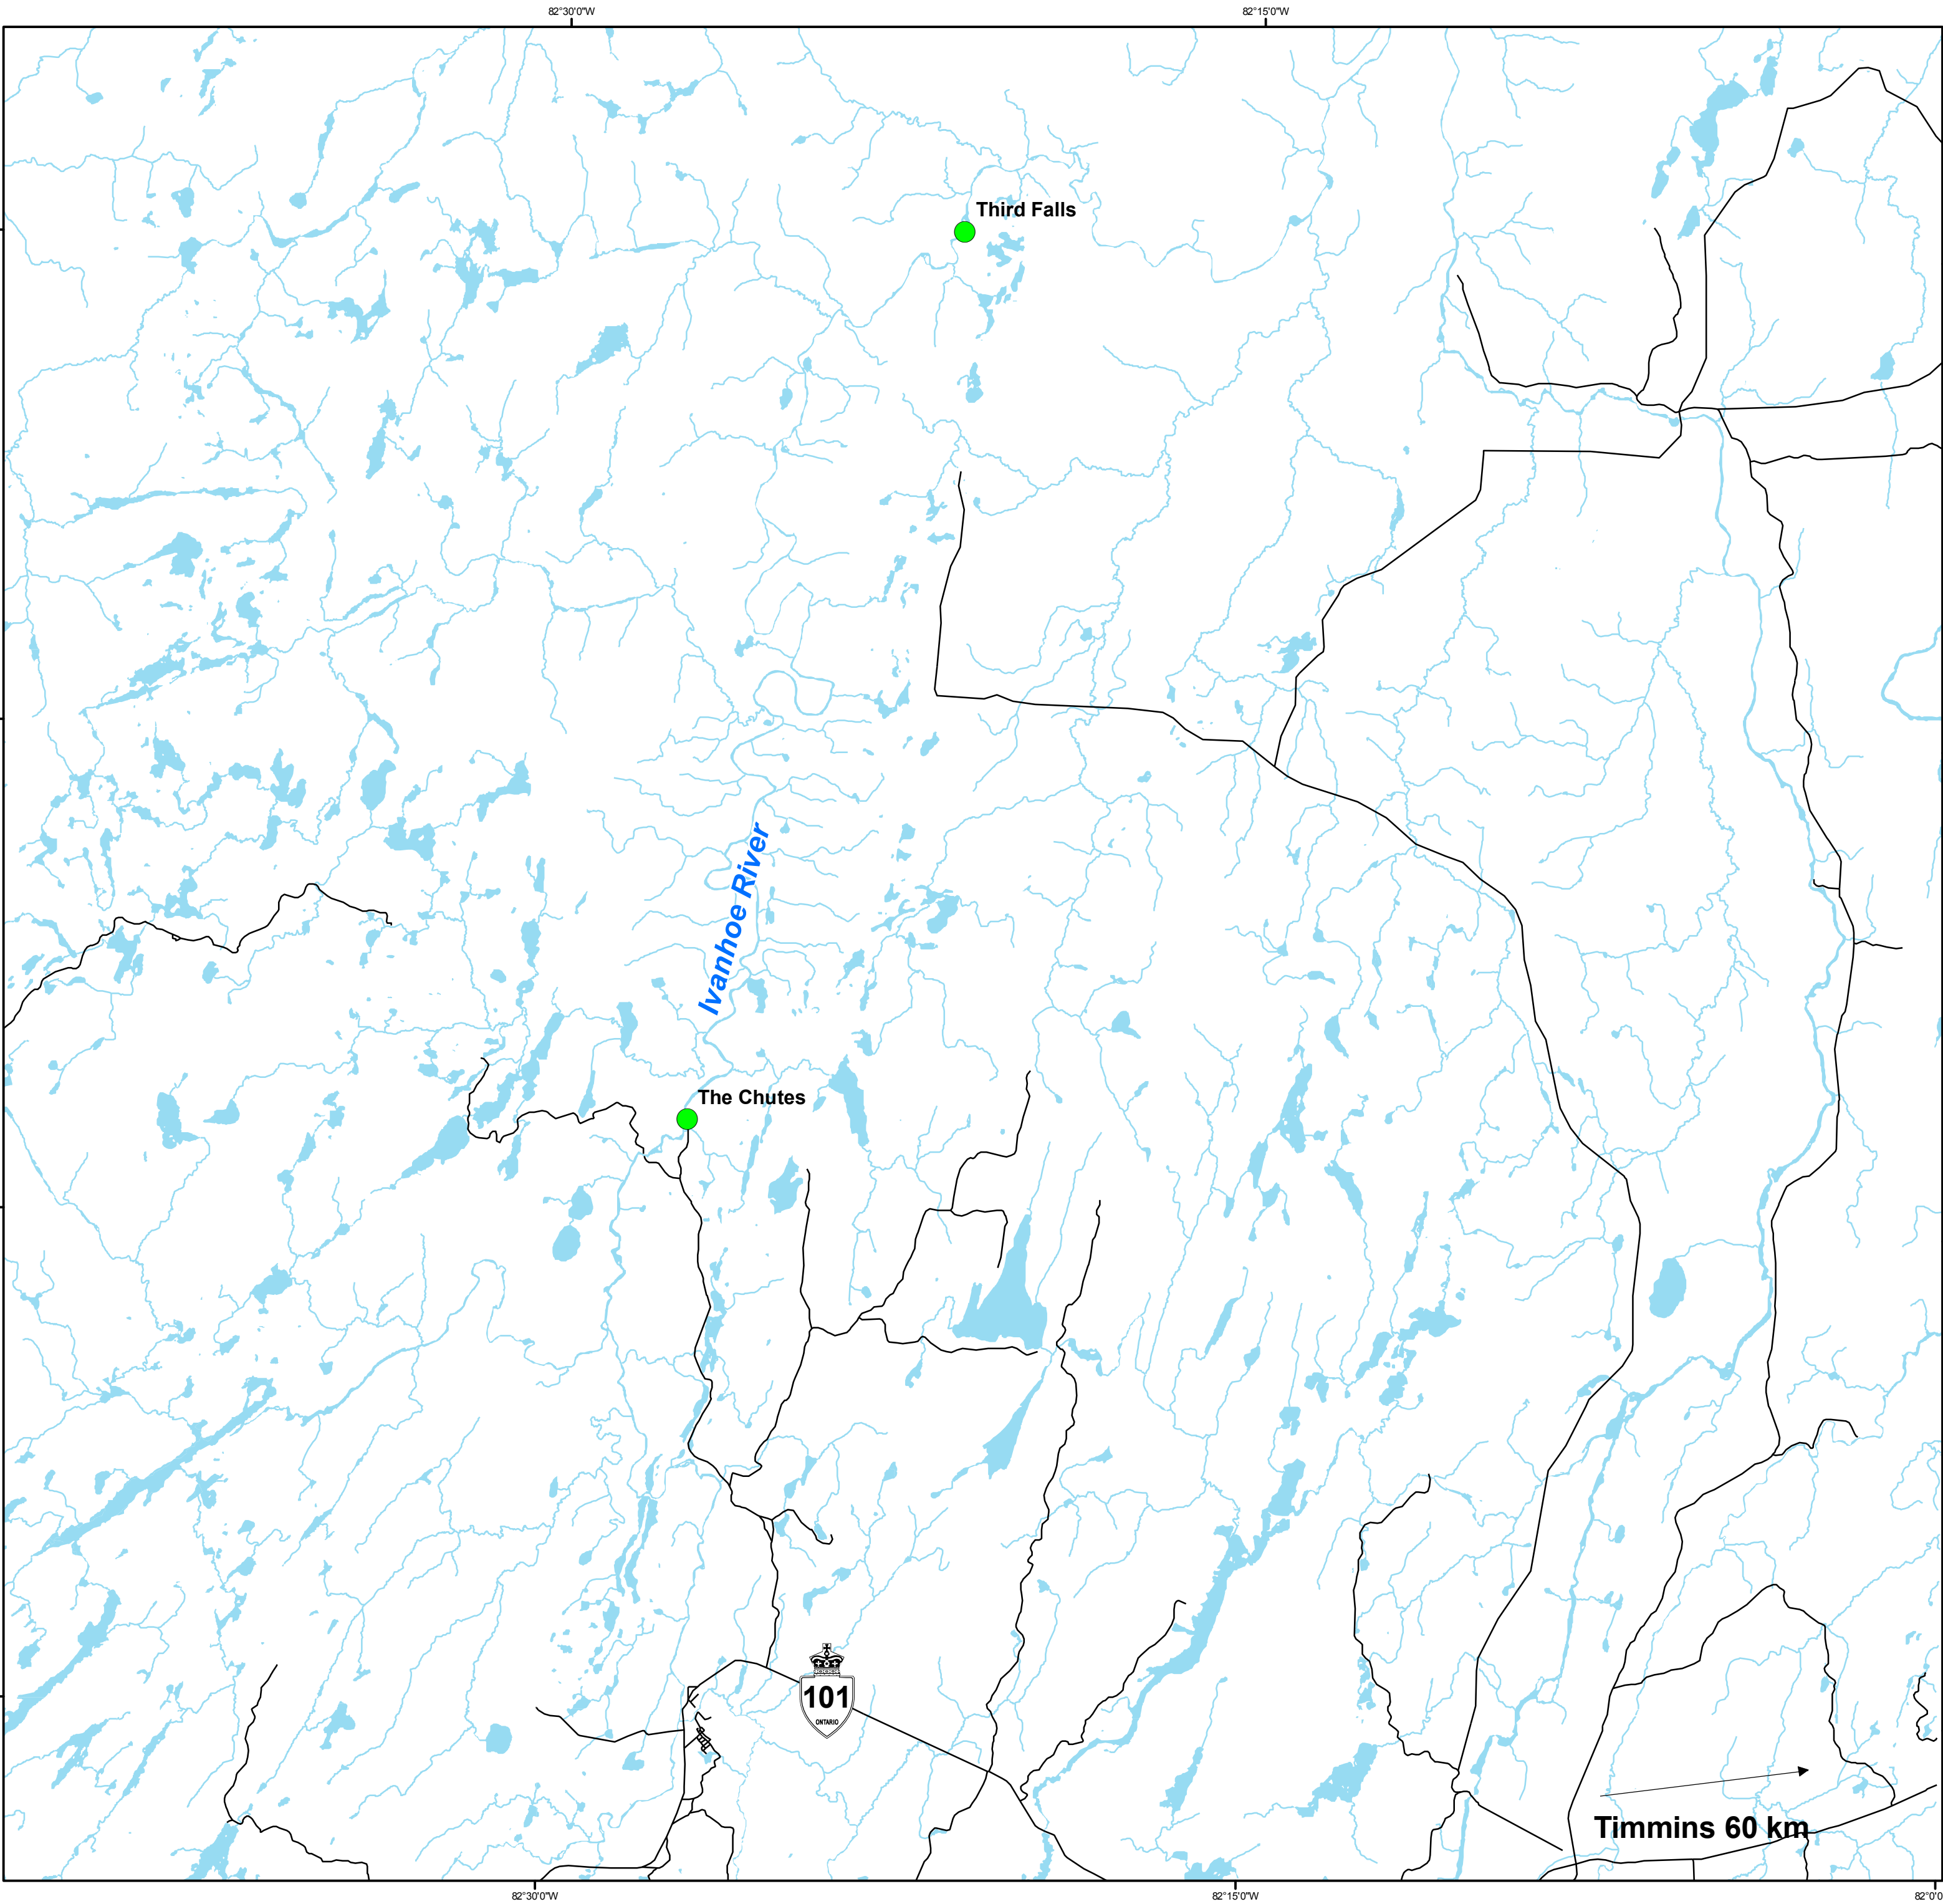 82°30'0"W
82°15'0"W
Third Falls
Ivanhoe River
The Chutes
101
ONTARIO
Timmins 60 km
82°30'0"W
82°15'0"W
82°0'0